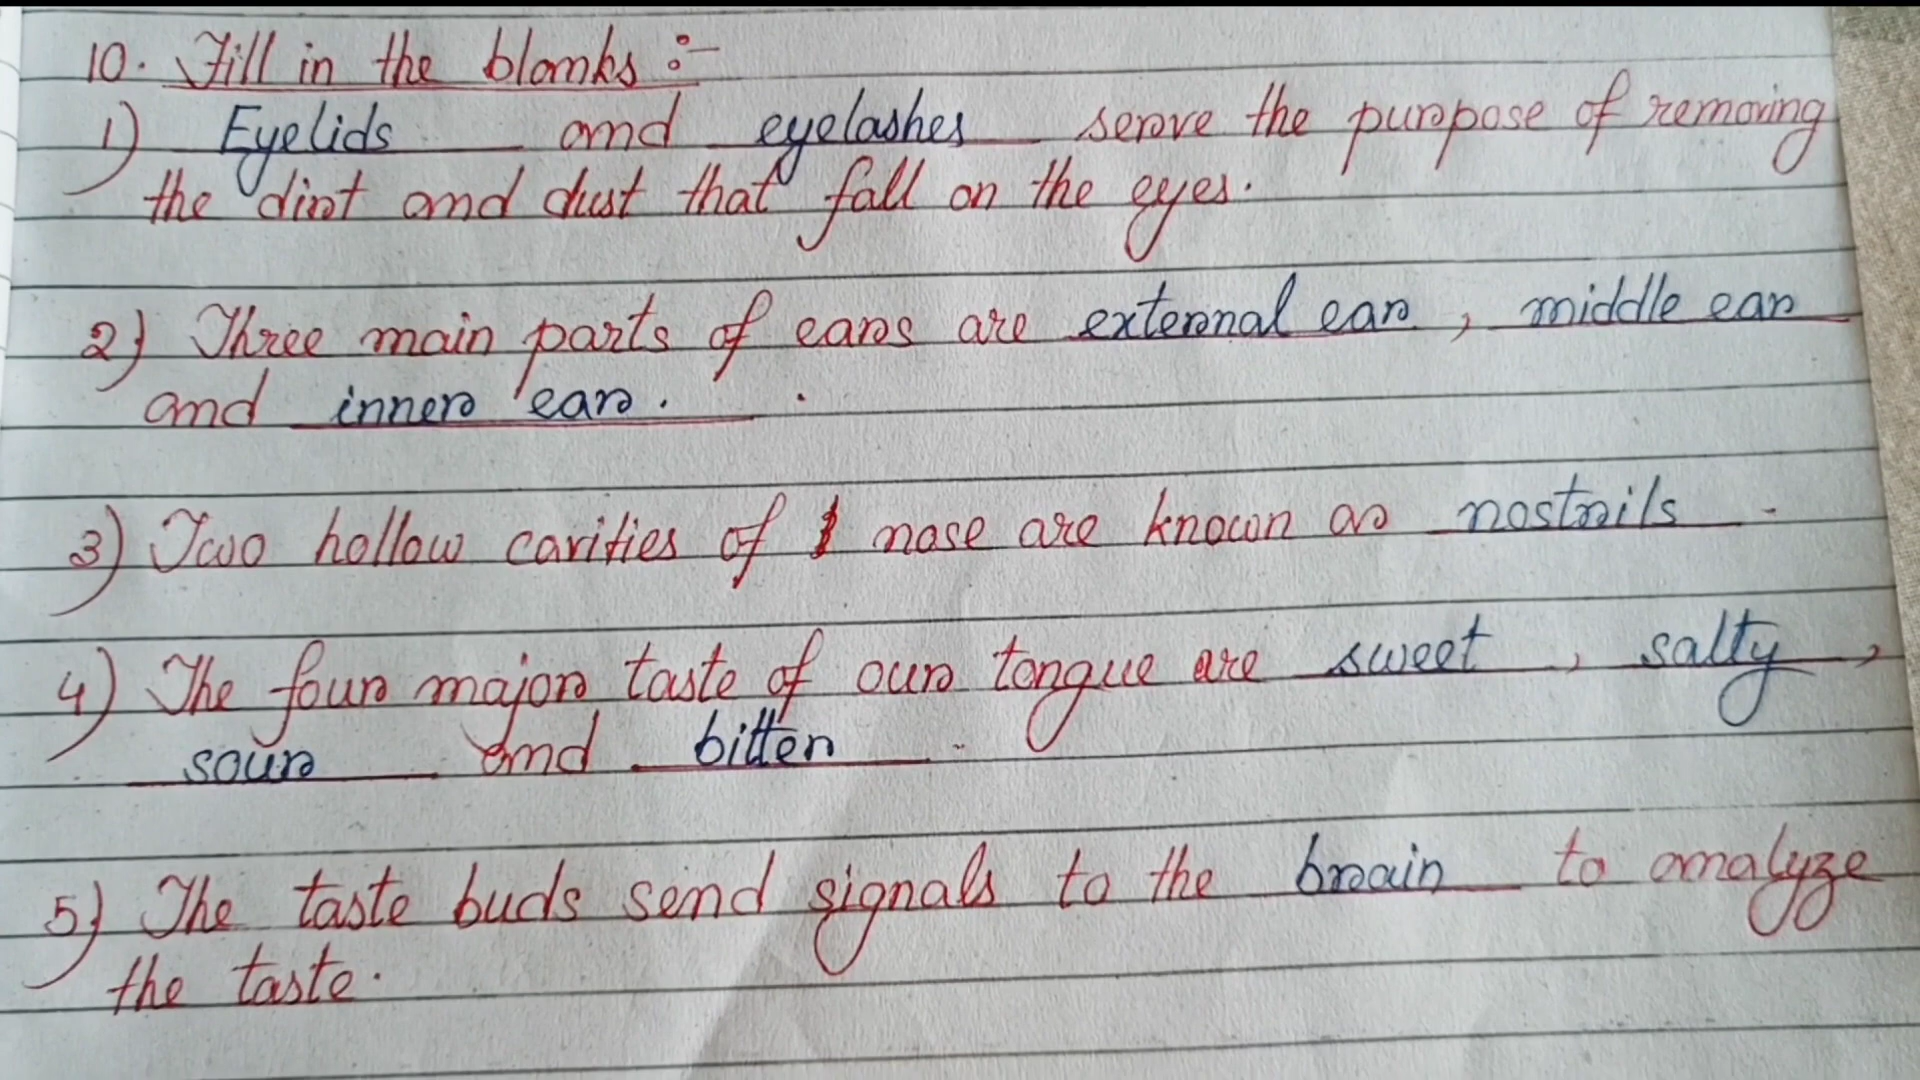 10. Fill in the blanks :-
1) Eyelids and eyelashes serve the purpose of removing
the dirt and dust that fall on the eyes.
2) Three main parts of ears are external ear, middle ear
and inner ear. .
3) Two hollow cavities of nose are known as nostrils.
4) The four major taste of our tongue are sweet, salty,
sour and bitter.
5) The taste buds send signals to the brain to analyze
the taste.